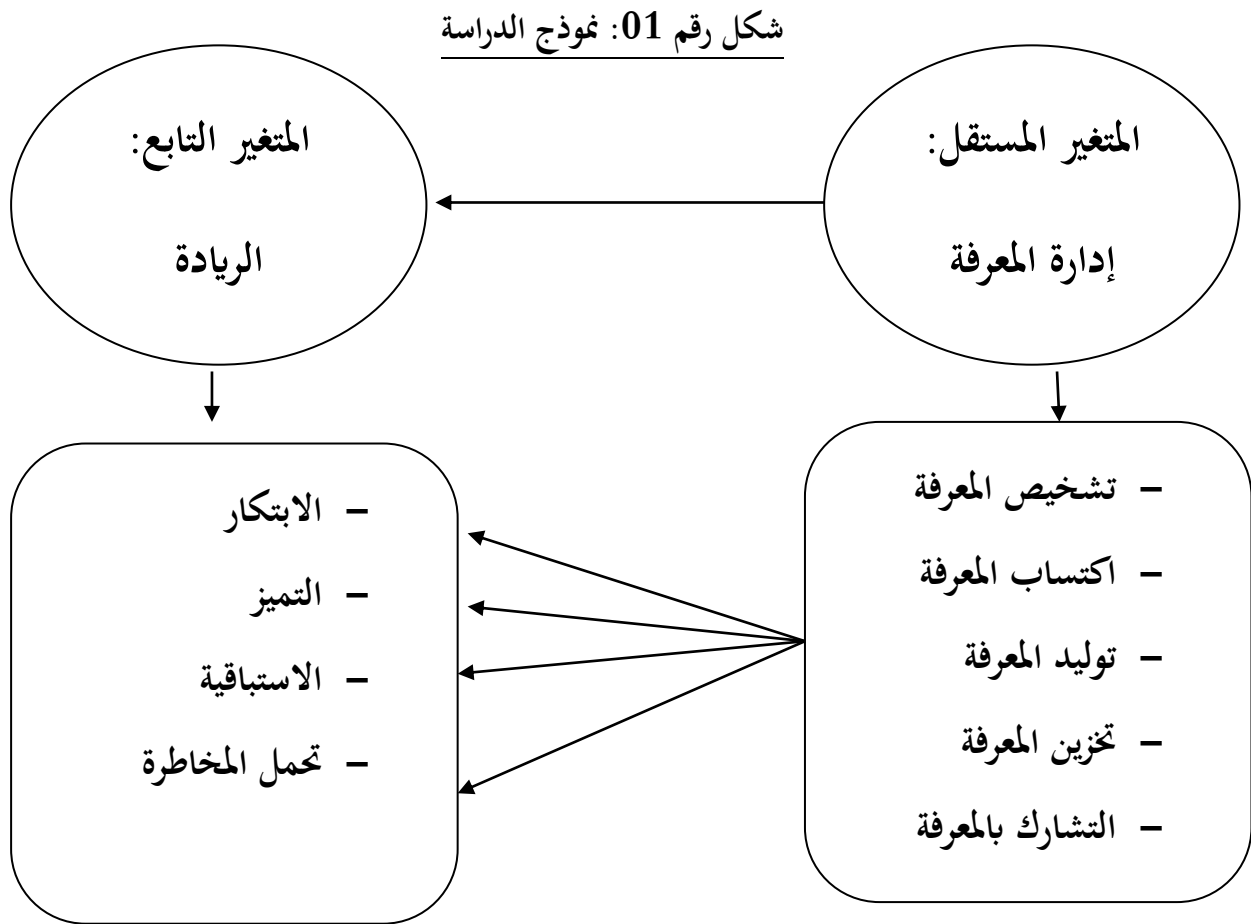 شكل رقم 01: نموذج الدراسة
المتغير المستقل:
إدارة المعرفة
المتغير التابع:
الريادة
– تشخيص المعرفة
– اكتساب المعرفة
– توليد المعرفة
– تخزين المعرفة
– التشارك بالمعرفة
– الابتكار
– التميز
– الاستباقية
– تحمل المخاطرة